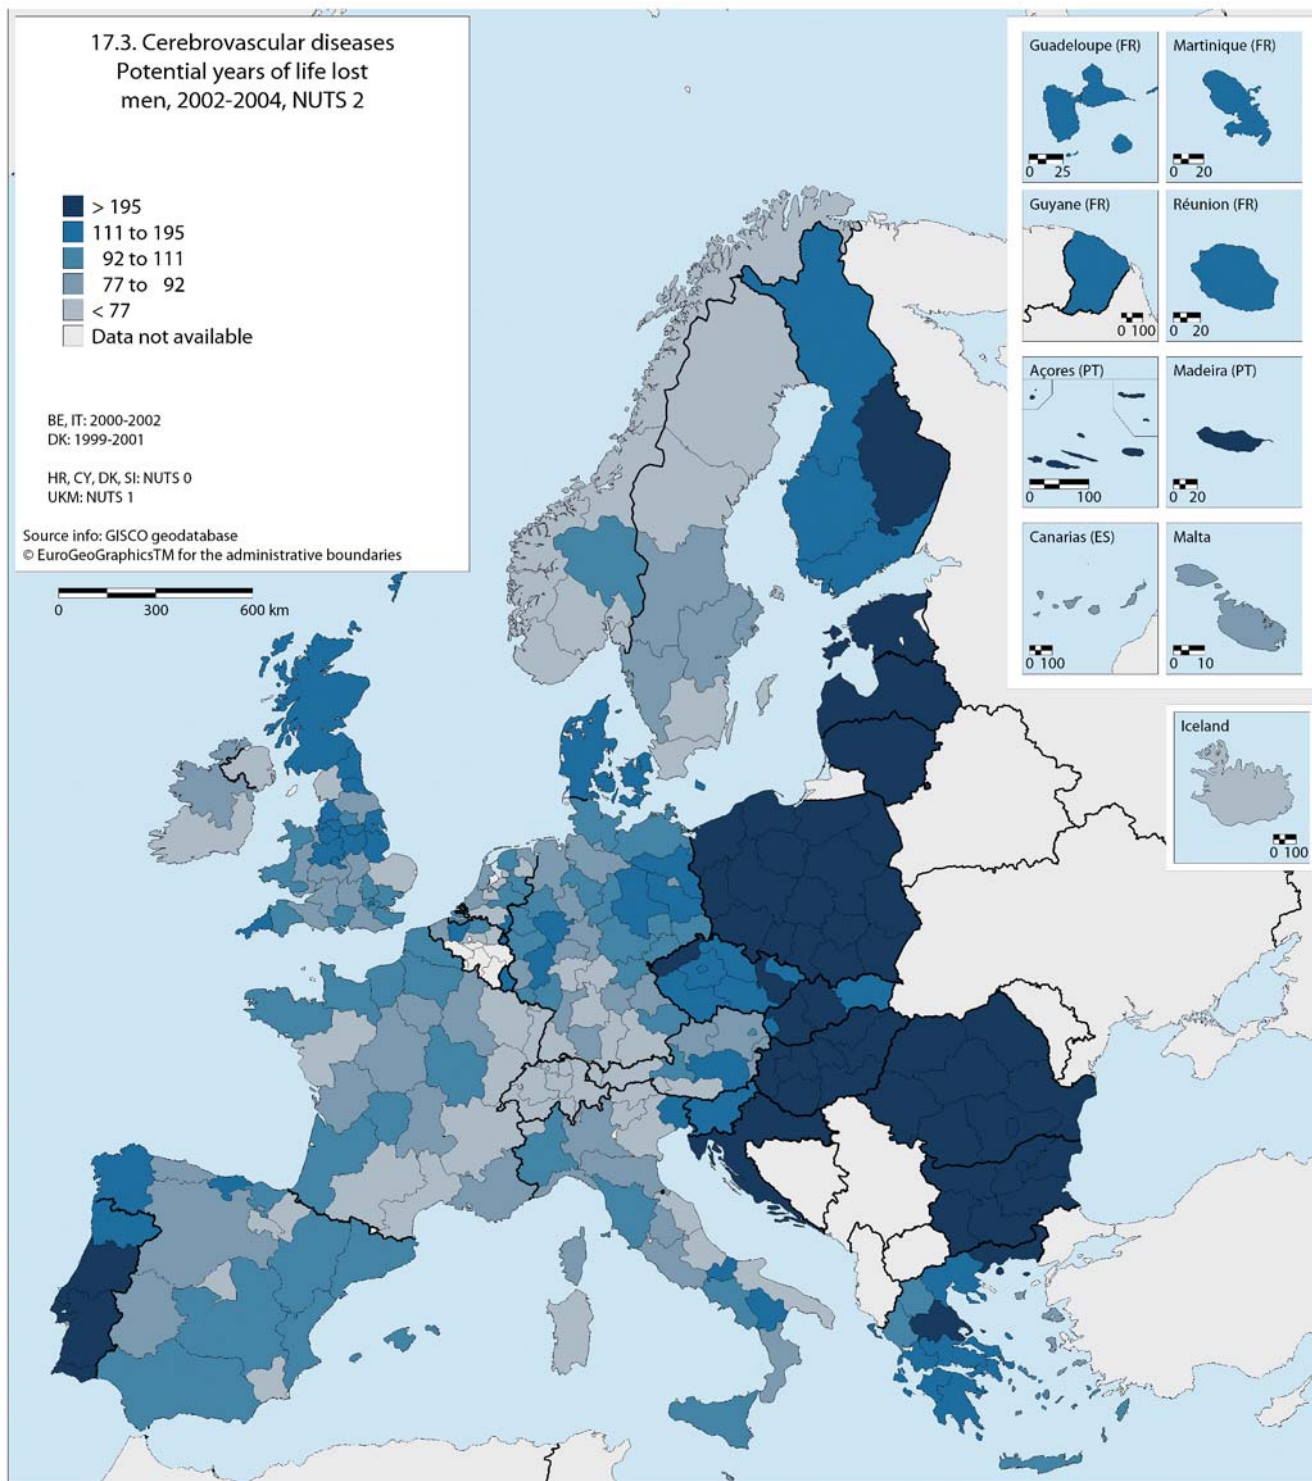 17.3. Cerebrovascular diseases
Potential years of life lost
men, 2002-2004, NUTS 2
> 195
111 to 195
92 to 111
77 to 92
< 77
Data not available
BE, IT: 2000-2002
DK: 1999-2001
HR, CY, DK, SI: NUTS 0
UKM: NUTS 1
Source info: GISCO geodatabase
© EuroGeoGraphicsTM for the administrative boundaries
0 300 600 km
Guadeloupe (FR)
0 25
Martinique (FR)
0 20
Guyane (FR)
0 100
Réunion (FR)
0 20
Açores (PT)
0 100
Madeira (PT)
0 20
Canarias (ES)
0 100
Malta
0 10
Iceland
0 100